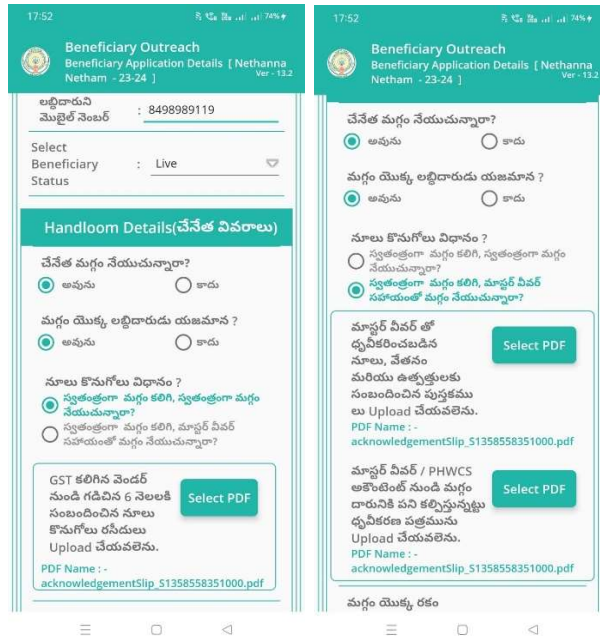 17:52
74%
Beneficiary Outreach
Beneficiary Application Details [ Nethanna
Netham - 23-24 ]
Ver - 13.2
లబ్ధిదారుని
మొబైల్ నెంబర్
: 8498989119
Select
Beneficiary
Status
: Live
Handloom Details(చేనేత వివరాలు)
చేనేత మగ్గం నేయుచున్నారా?
అవును
కాదు
మగ్గం యొక్క లబ్ధిదారుడు యజమాన ?
అవును
కాదు
నూలు కొనుగోలు విధానం ?
స్వతంత్రంగా మగ్గం కలిగి, స్వతంత్రంగా మగ్గం
నేయుచున్నారా?
స్వతంత్రంగా మగ్గం కలిగి, మాస్టర్ వీవర్
సహాయంతో మగ్గం నేయుచున్నారా?
GST కలిగిన వెండర్
నుండి గడిచిన 6 నెలలకి
సంబందించిన నూలు
కొనుగోలు రసీదులు
Upload చేయవలెను.
Select PDF
PDF Name : -
acknowledgementSlip_S1358558351000.pdf
17:52
74%
Beneficiary Outreach
Beneficiary Application Details [ Nethanna
Netham - 23-24 ]
Ver - 13.2
చేనేత మగ్గం నేయుచున్నారా?
అవును
కాదు
మగ్గం యొక్క లబ్ధిదారుడు యజమాన ?
అవును
కాదు
నూలు కొనుగోలు విధానం ?
స్వతంత్రంగా మగ్గం కలిగి, స్వతంత్రంగా మగ్గం
నేయుచున్నారా?
స్వతంత్రంగా మగ్గం కలిగి, మాస్టర్ వీవర్
సహాయంతో మగ్గం నేయుచున్నారా?
మాస్టర్ వీవర్ తో
ధృవీకరించబడిన
నూలు, వేతనం
మరియు ఉత్పత్తులకు
సంబందించిన పుస్తకము
లు Upload చేయవలెను.
Select PDF
PDF Name : -
acknowledgementSlip_S1358558351000.pdf
మాస్టర్ వీవర్ / PHWCS
అకౌంటెంట్ నుండి మగ్గం
దారునికి పని కల్పిస్తున్నట్టు
ధృవీకరణ పత్రమును
Upload చేయవలెను.
Select PDF
PDF Name : -
acknowledgementSlip_S1358558351000.pdf
మగ్గం యొక్క రకం